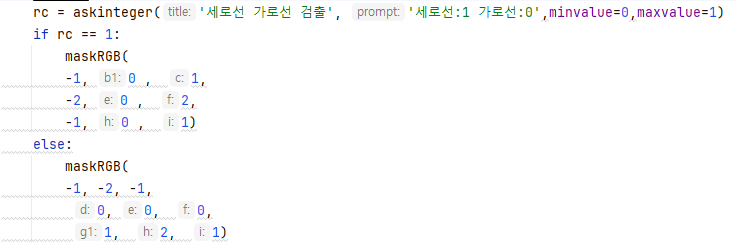 rc = askinteger( title: '세로선 가로선 검출', prompt: '세로선:1 가로선:0',minvalue=0,maxvalue=1)
if rc == 1:
maskRGB(
-1, b1: 0 , c: 1,
-2, e: 0 , f: 2,
-1, h: 0 , i: 1)
else:
maskRGB(
-1, -2, -1,
d: 0, e: 0, f: 0,
g1: 1, h: 2, i: 1)